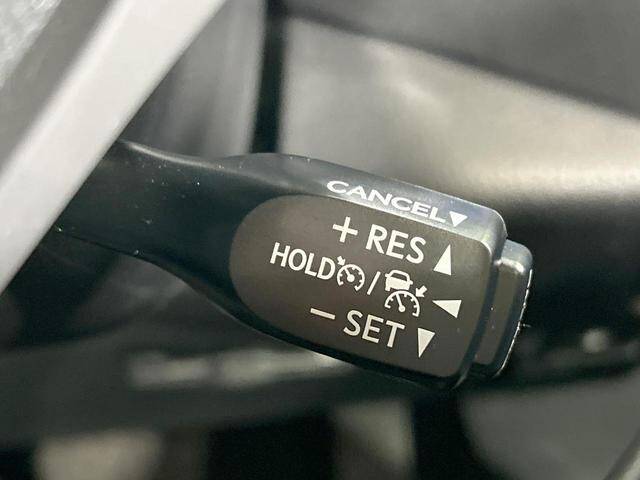 CANCEL▼
+ RES ▲
HOLD / ◀
− SET ▼